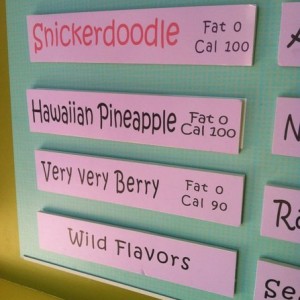 Snickerdoodle Fat 0
Cal 100
Hawaiian Pineapple Fat 0
Cal 100
Very very Berry Fat 0
Cal 90
Wild Flavors